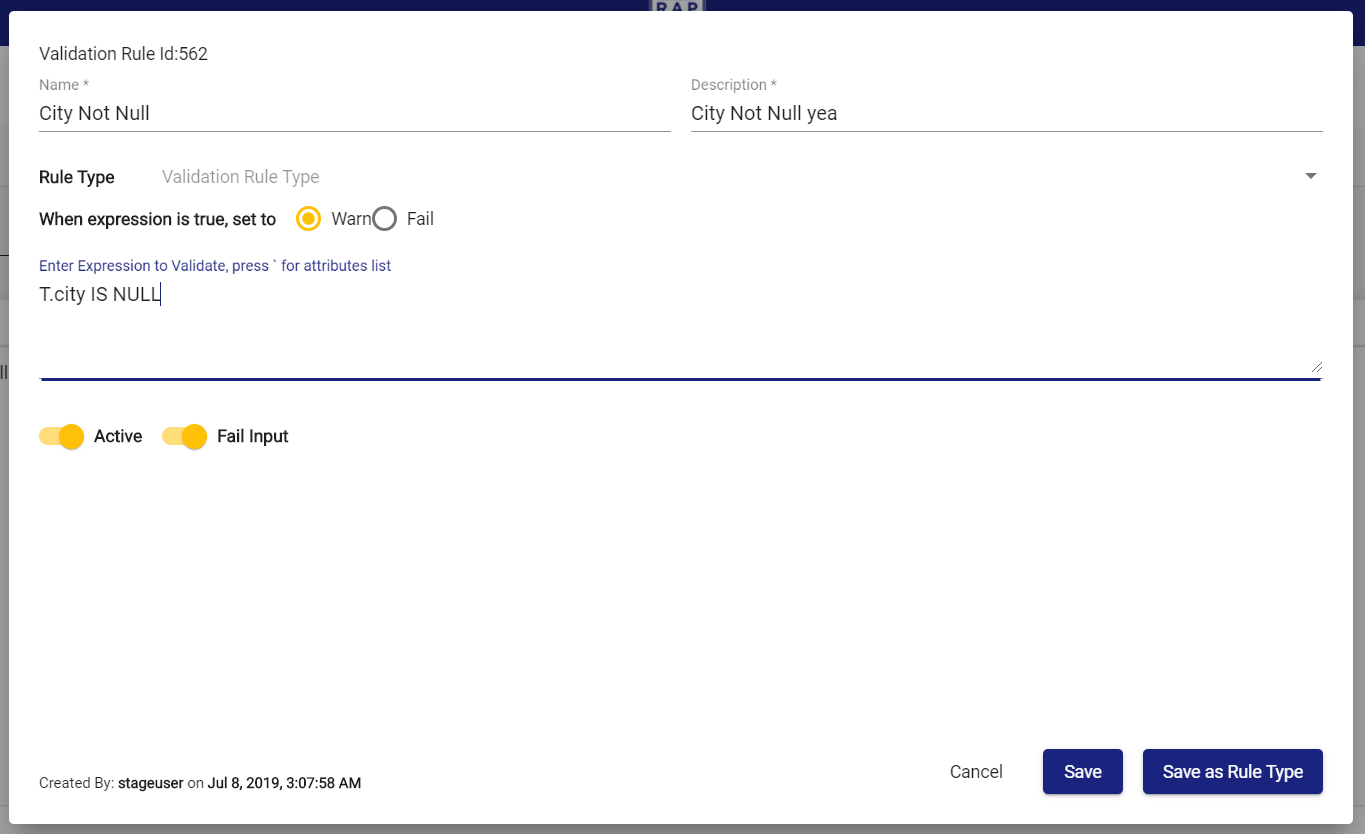 RAP
Validation Rule Id:562
Name * Description *
City Not Null City Not Null yea
Rule Type Validation Rule Type
When expression is true, set to Warn Fail
Enter Expression to Validate, press ` for attributes list
T.city IS NULL
ll
Active Fail Input
Cancel Save Save as Rule Type
Created By: stageuser on Jul 8, 2019, 3:07:58 AM